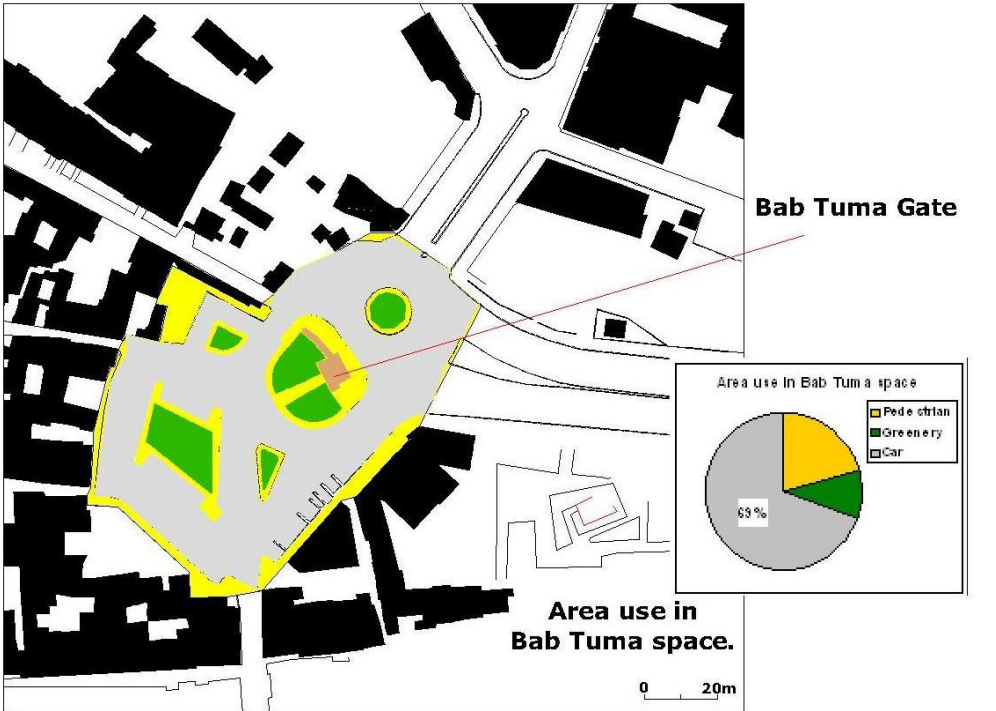 Bab Tuma Gate
Area use in Bab Tuma space
Pedestrian
Greenery
Car
69%
Area use in
Bab Tuma space.
0 20m